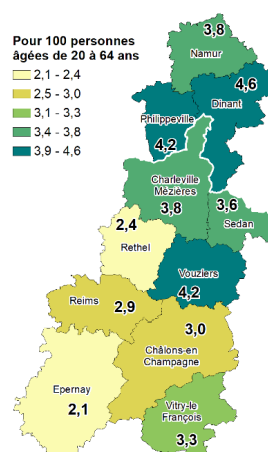 Pour 100 personnes
âgées de 20 à 64 ans
2,1 - 2,4
2,5 - 3,0
3,1 - 3,3
3,4 - 3,8
3,9 - 4,6
3,8
Namur
4,6
Dinant
Philippeville
4,2
Charleville
Mézières
3,8
3,6
Sedan
2,4
Rethel
Vouziers
4,2
Reims
2,9
3,0
Châlons-en
Champagne
Epernay
2,1
Vitry-le
François
3,3